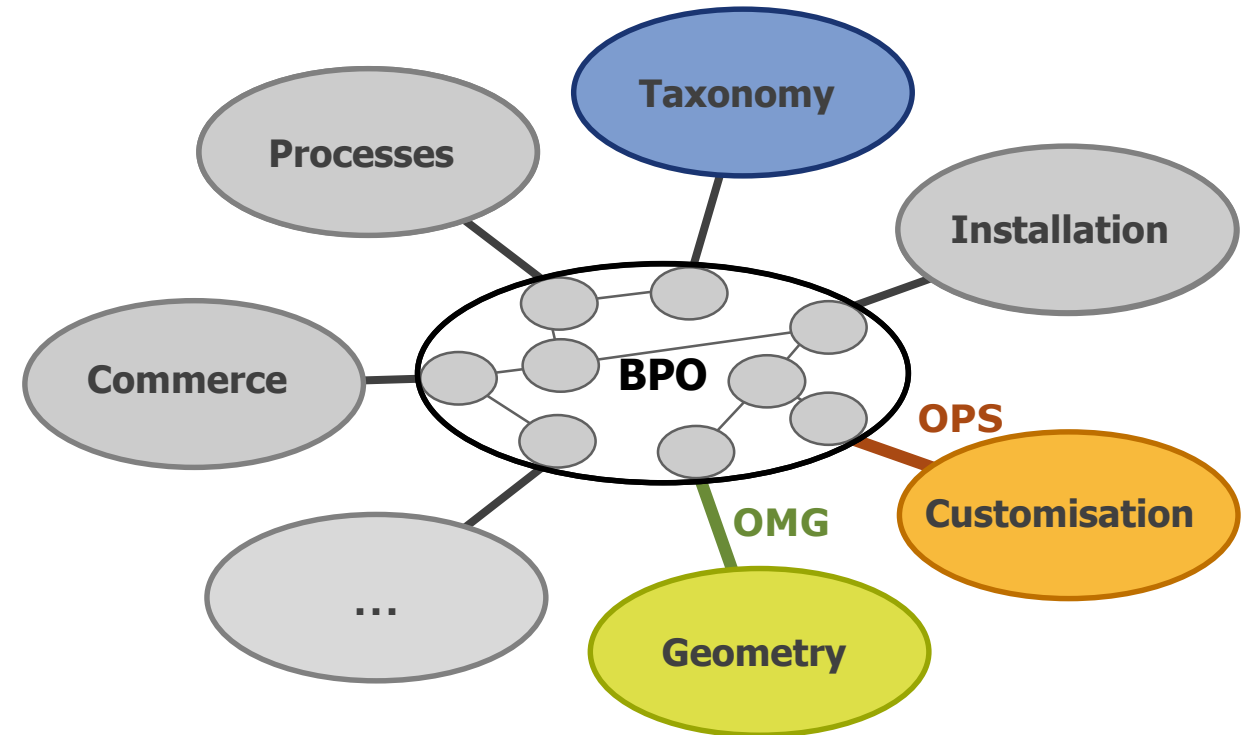 Taxonomy
Processes
Installation
BPO
Commerce
OPS
Customisation
OMG
...
Geometry